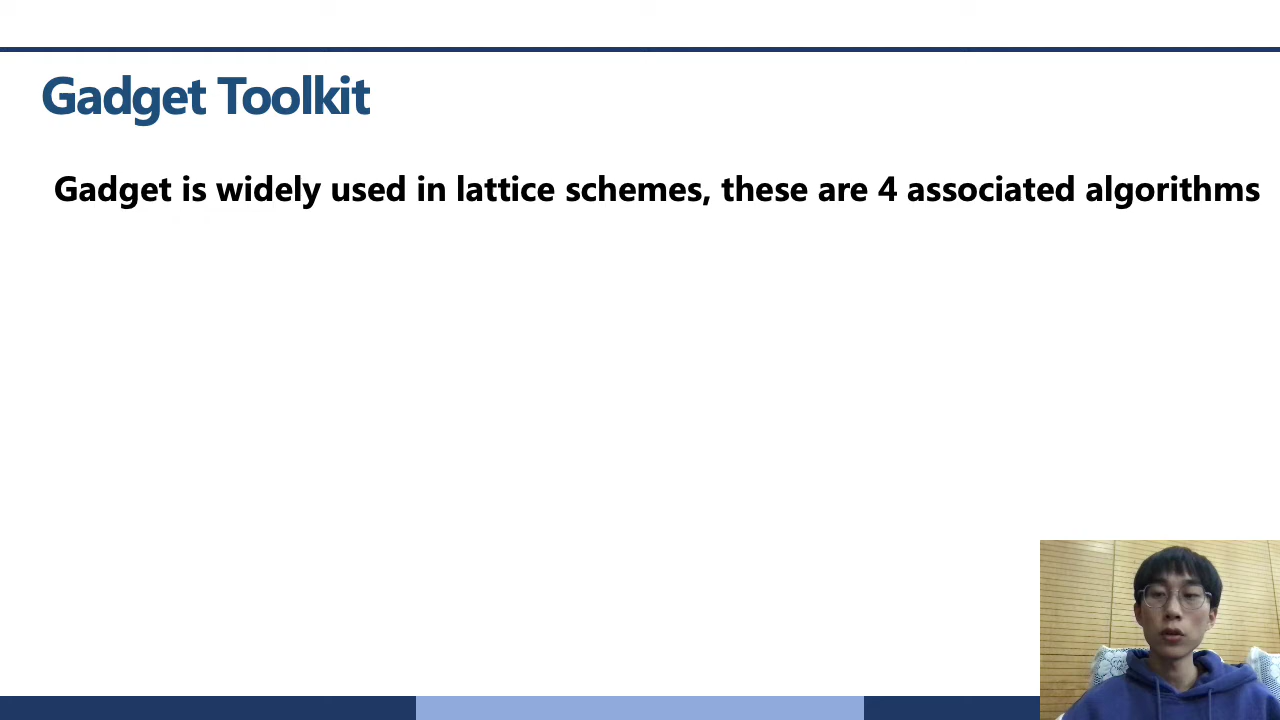 Gadget Toolkit
Gadget is widely used in lattice schemes, these are 4 associated algorithms